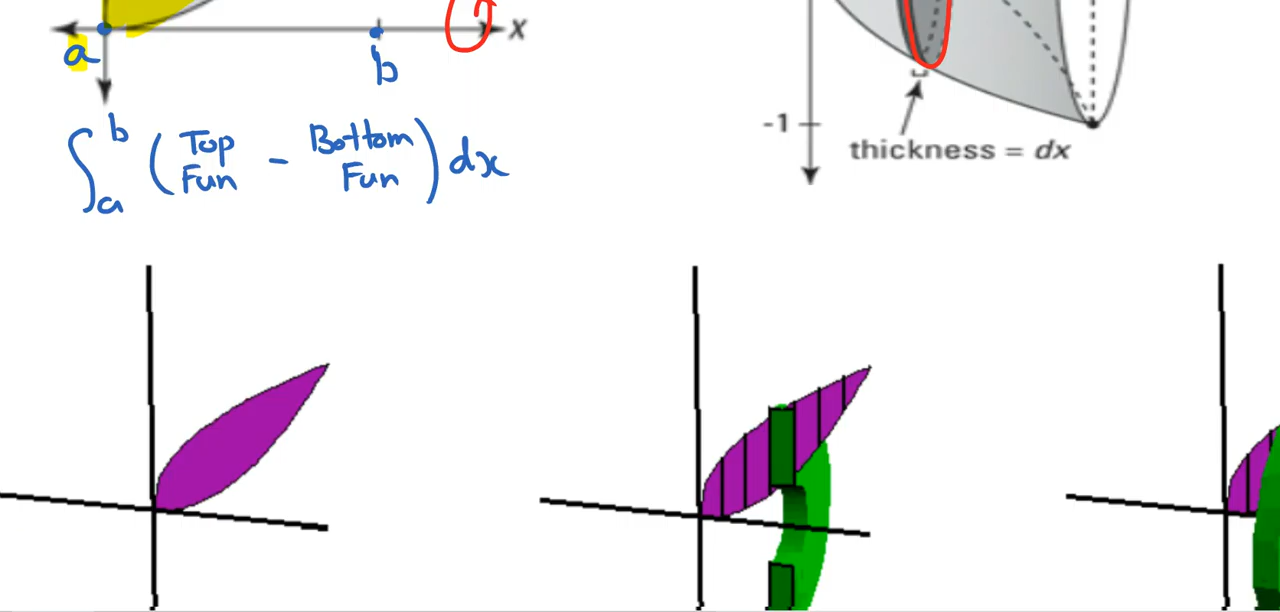 x
a
b
∫ₐᵇ (Top Fun - Bottom Fun) dx
-1
thickness = dx